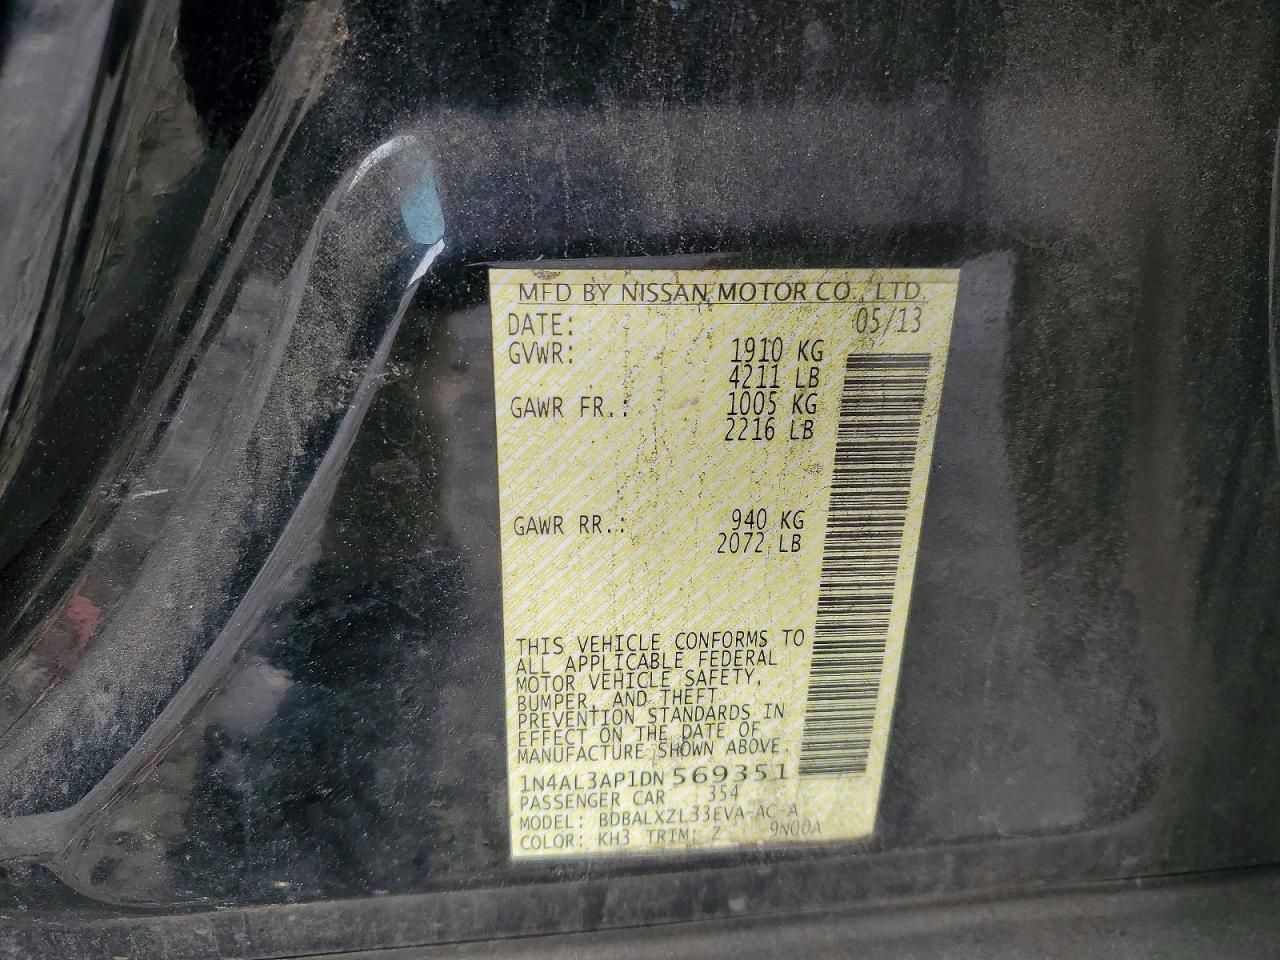 MFD BY NISSAN MOTOR CO., LTD.
DATE: 05/13
GVWR: 1910 KG
4211 LB
GAWR FR.: 1005 KG
2216 LB
GAWR RR.: 940 KG
2072 LB
THIS VEHICLE CONFORMS TO
ALL APPLICABLE FEDERAL
MOTOR VEHICLE SAFETY,
BUMPER, AND THEFT
PREVENTION STANDARDS IN
EFFECT ON THE DATE OF
MANUFACTURE SHOWN ABOVE.
1N4AL3AP1DN 569351
PASSENGER CAR 354
MODEL: BDBALXZL33EVA-AC-A
COLOR: KH3 TRIM: Z 9N00A